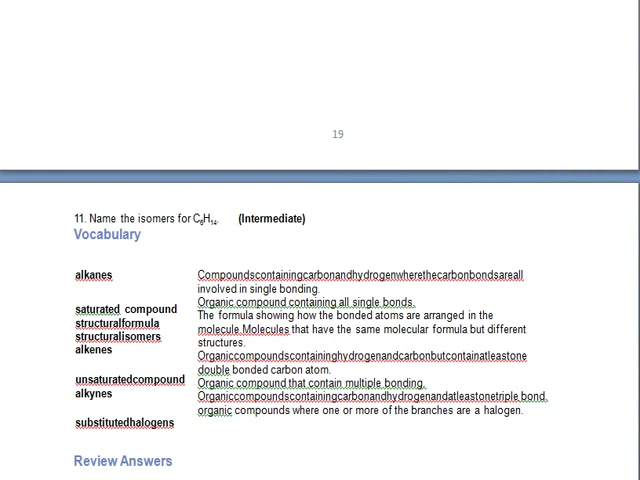 19
11. Name the isomers for C6H14. (Intermediate)
Vocabulary
alkanes
Compoundscontainingcarbonandhydrogenwherethecarbonbondsareall
involved in single bonding.
saturated compound
Organic compound containing all single bonds.
structuralformula
The formula showing how the bonded atoms are arranged in the
structuralisomers
molecule.Molecules that have the same molecular formula but different
structures.
alkenes
Organiccompoundscontaininghydrogenandcarbonbutcontainatleastone
double bonded carbon atom.
unsaturatedcompound
Organic compound that contain multiple bonding.
alkynes
Organiccompoundscontainingcarbonandhydrogenandatleastonetriple bond.
organic compounds where one or more of the branches are a halogen.
substitutedhalogens
Review Answers